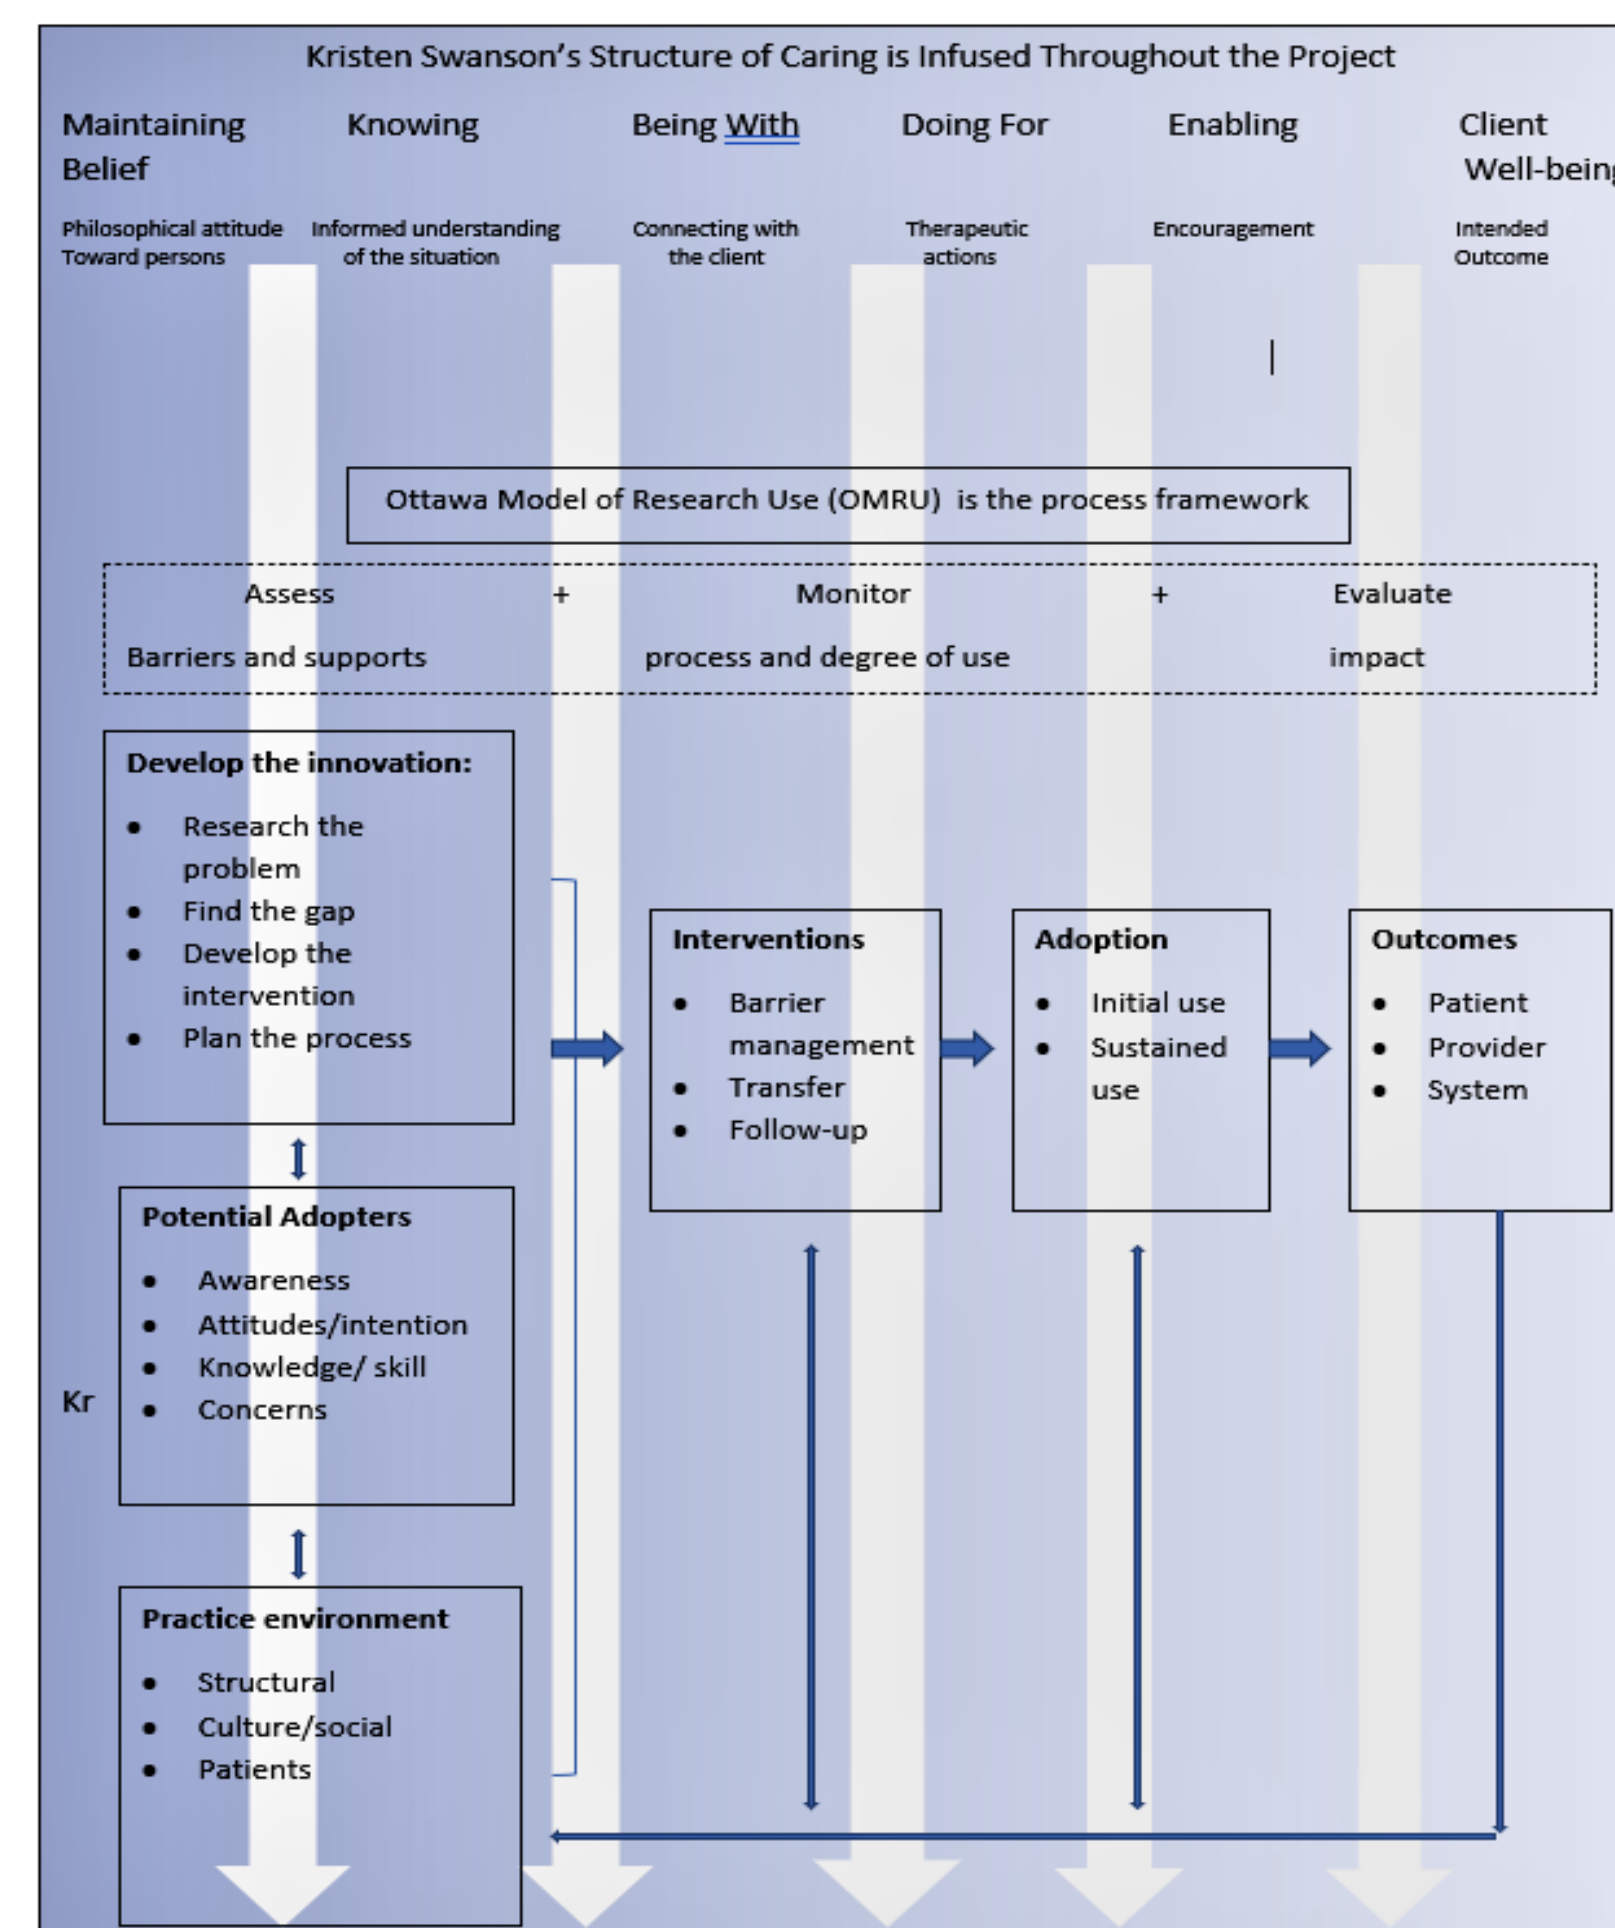 Kristen Swanson's Structure of Caring is Infused Throughout the Project
Maintaining
Belief
Knowing
Being With
Doing For
Enabling
Client
Well-being
Philosophical attitude
Toward persons
Informed understanding
of the situation
Connecting with
the client
Therapeutic
actions
Encouragement
Intended
Outcome
Ottawa Model of Research Use (OMRU)  is the process framework
Assess + Monitor + Evaluate
Barriers and supports process and degree of use impact
Develop the innovation:
• Research the
problem
• Find the gap
• Develop the
intervention
• Plan the process
Potential Adopters
• Awareness
• Attitudes/intention
• Knowledge/ skill
• Concerns
Kr
Practice environment
• Structural
• Culture/social
• Patients
Interventions
• Barrier
management
• Transfer
• Follow-up
Adoption
• Initial use
• Sustained
use
Outcomes
• Patient
• Provider
• System